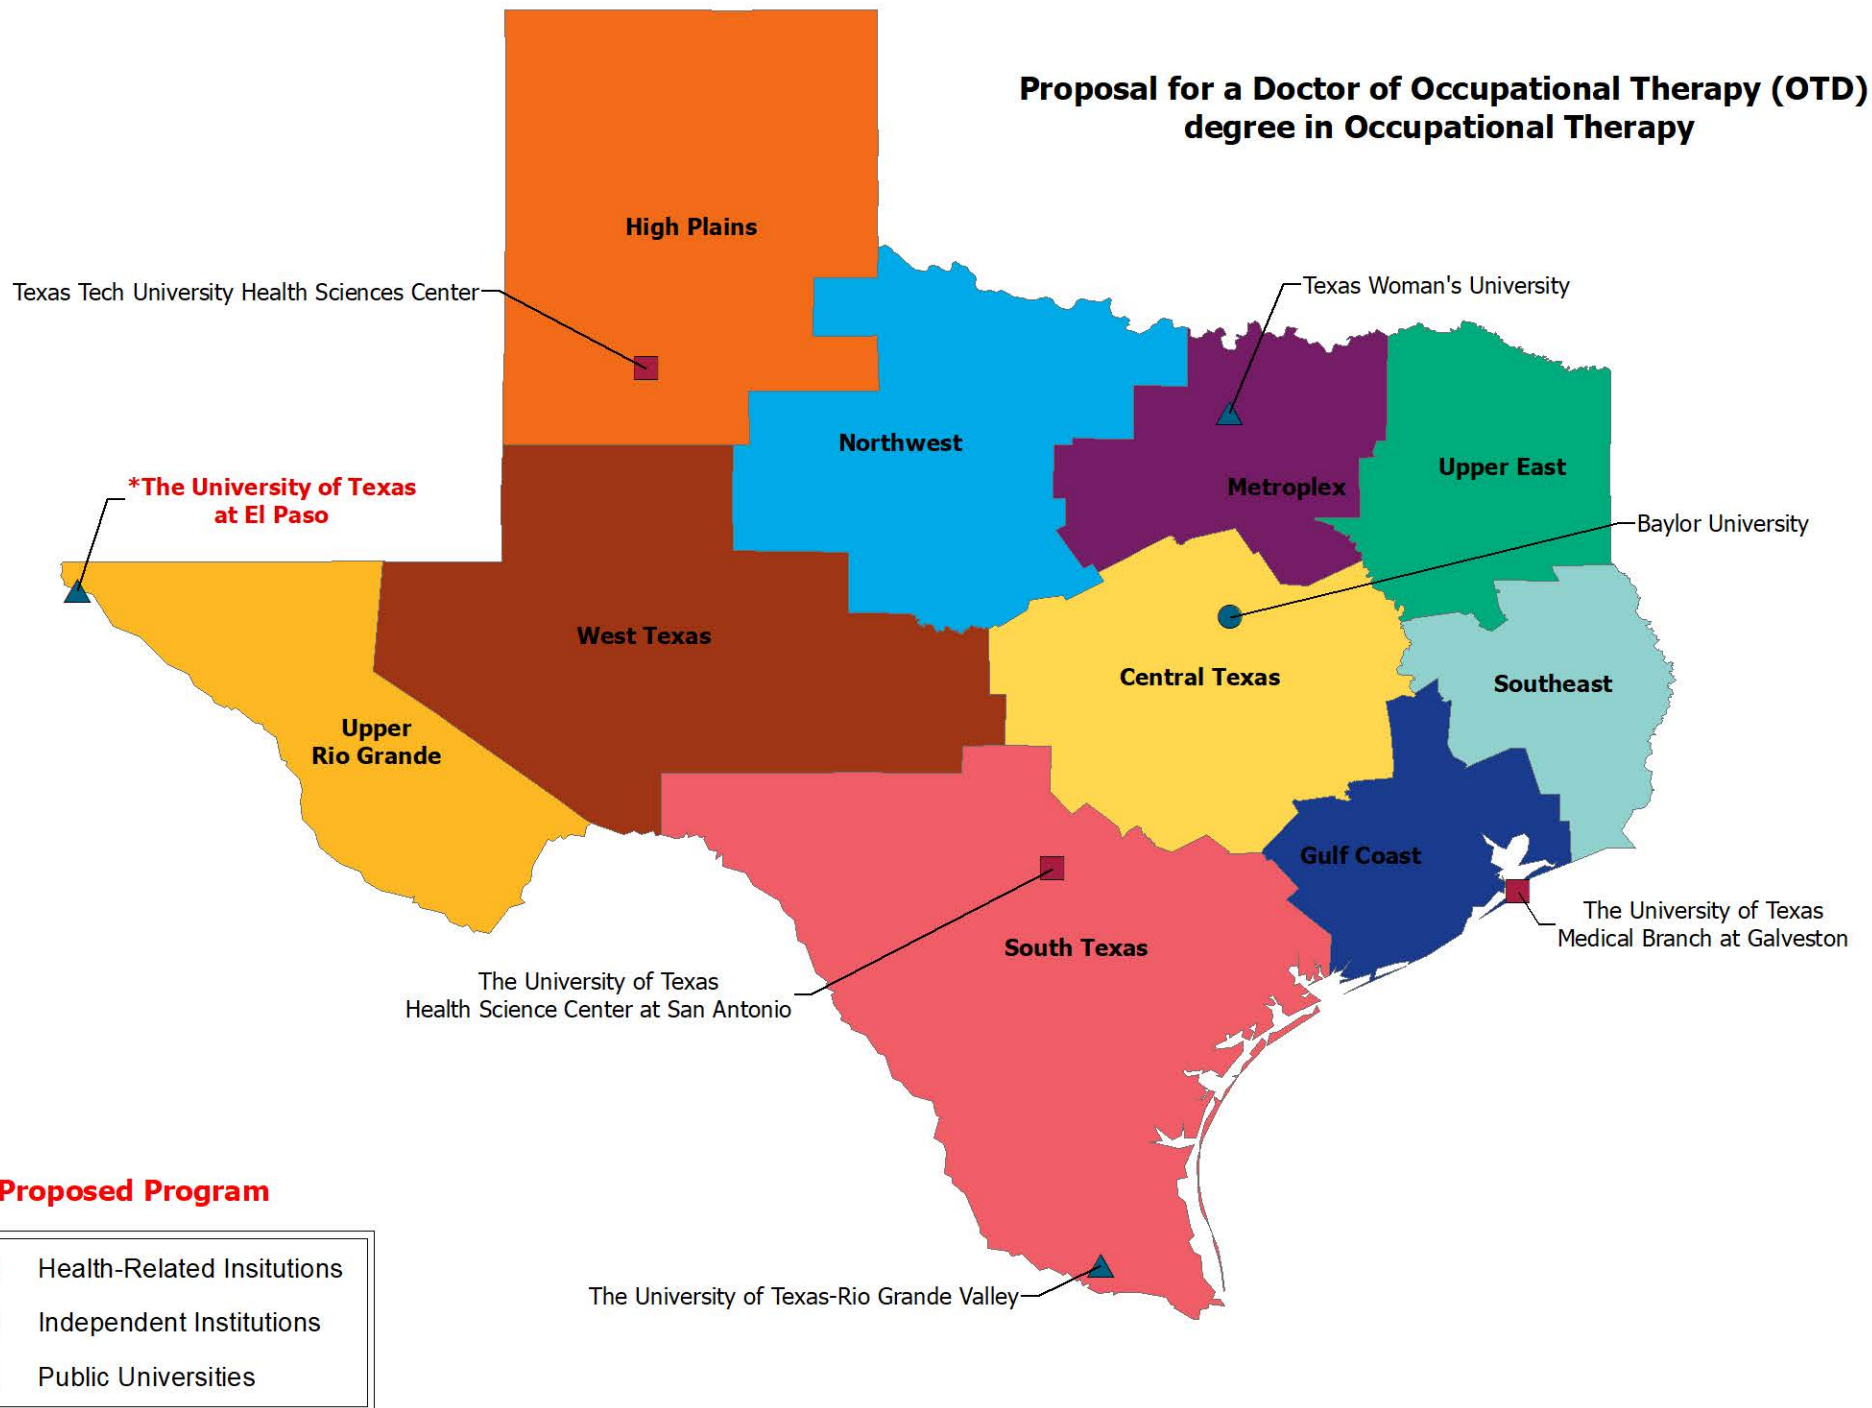 Proposal for a Doctor of Occupational Therapy (OTD)
degree in Occupational Therapy
High Plains
Texas Tech University Health Sciences Center
Texas Woman's University
Northwest
Metroplex
Upper East
*The University of Texas
at El Paso
Baylor University
West Texas
Central Texas
Southeast
Upper
Rio Grande
Gulf Coast
The University of Texas
Medical Branch at Galveston
South Texas
The University of Texas
Health Science Center at San Antonio
Proposed Program
Health-Related Insitutions
Independent Institutions
Public Universities
The University of Texas-Rio Grande Valley